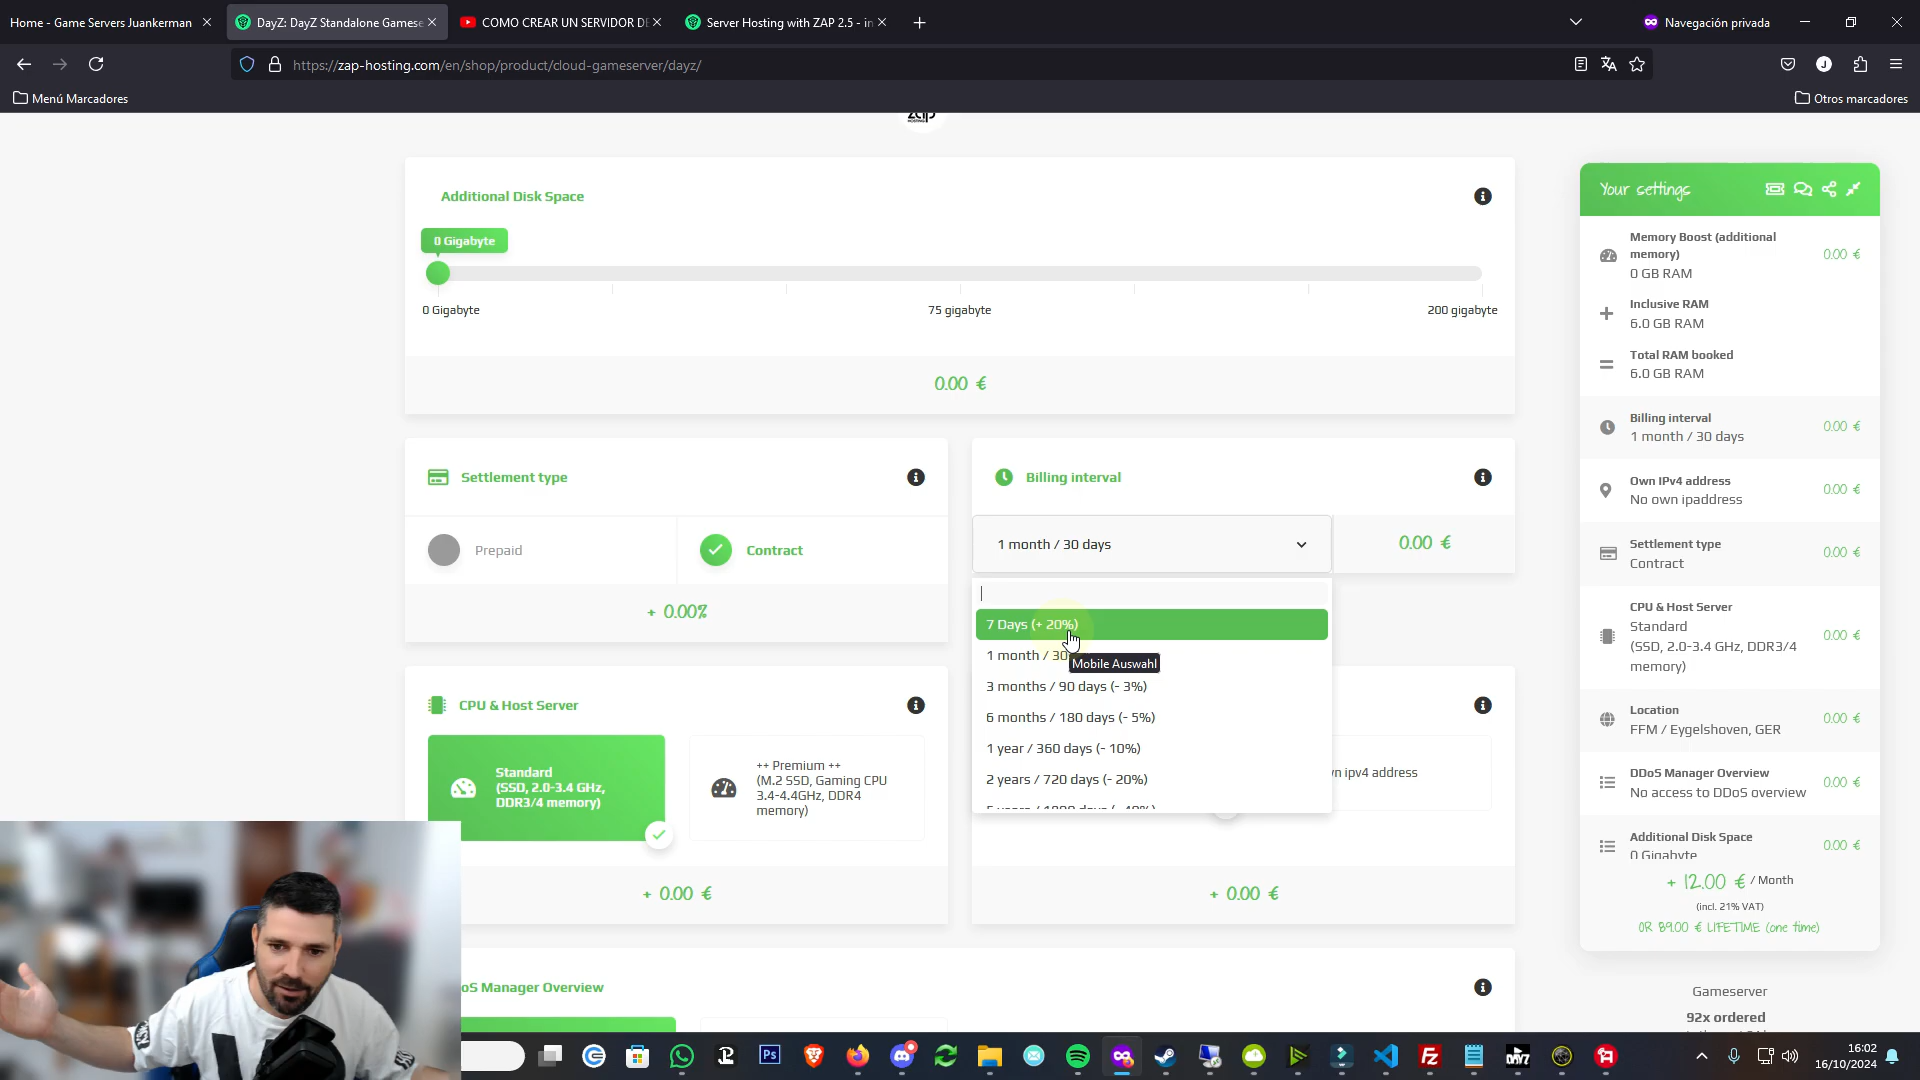 Home - Game Servers Juankerman
DayZ: DayZ Standalone Gamese
COMO CREAR UN SERVIDOR DE
Server Hosting with ZAP 2.5 - in
Navegación privada
https://zap-hosting.com/en/shop/product/cloud-gameserver/dayz/
Menú Marcadores
Otros marcadores
Additional Disk Space
0 Gigabyte
0 Gigabyte
75 gigabyte
200 gigabyte
0.00 €
Settlement type
Prepaid
Contract
+ 0.00%
Billing interval
1 month / 30 days
0.00 €
7 Days (+ 20%)
1 month / 30
Mobile Auswahl
3 months / 90 days (- 3%)
6 months / 180 days (- 5%)
1 year / 360 days (- 10%)
2 years / 720 days (- 20%)
CPU & Host Server
Standard
(SSD, 2.0-3.4 GHz,
DDR3/4 memory)
++ Premium ++
(M.2 SSD, Gaming CPU
3.4-4.4GHz, DDR4
memory)
+ 0.00 €
ipv4 address
+ 0.00 €
oS Manager Overview
Your settings
Memory Boost (additional
memory)
0 GB RAM
0.00 €
Inclusive RAM
6.0 GB RAM
Total RAM booked
6.0 GB RAM
Billing interval
1 month / 30 days
0.00 €
Own IPv4 address
No own ipaddress
0.00 €
Settlement type
Contract
0.00 €
CPU & Host Server
Standard
(SSD, 2.0-3.4 GHz, DDR3/4
memory)
0.00 €
Location
FFM / Eygelshoven, GER
0.00 €
DDoS Manager Overview
No access to DDoS overview
0.00 €
Additional Disk Space
0 Gigabyte
0.00 €
+ 12.00 € / Month
(incl. 21% VAT)
OR 89.00 € LIFETIME (one time)
Gameserver
92x ordered
16:02
16/10/2024